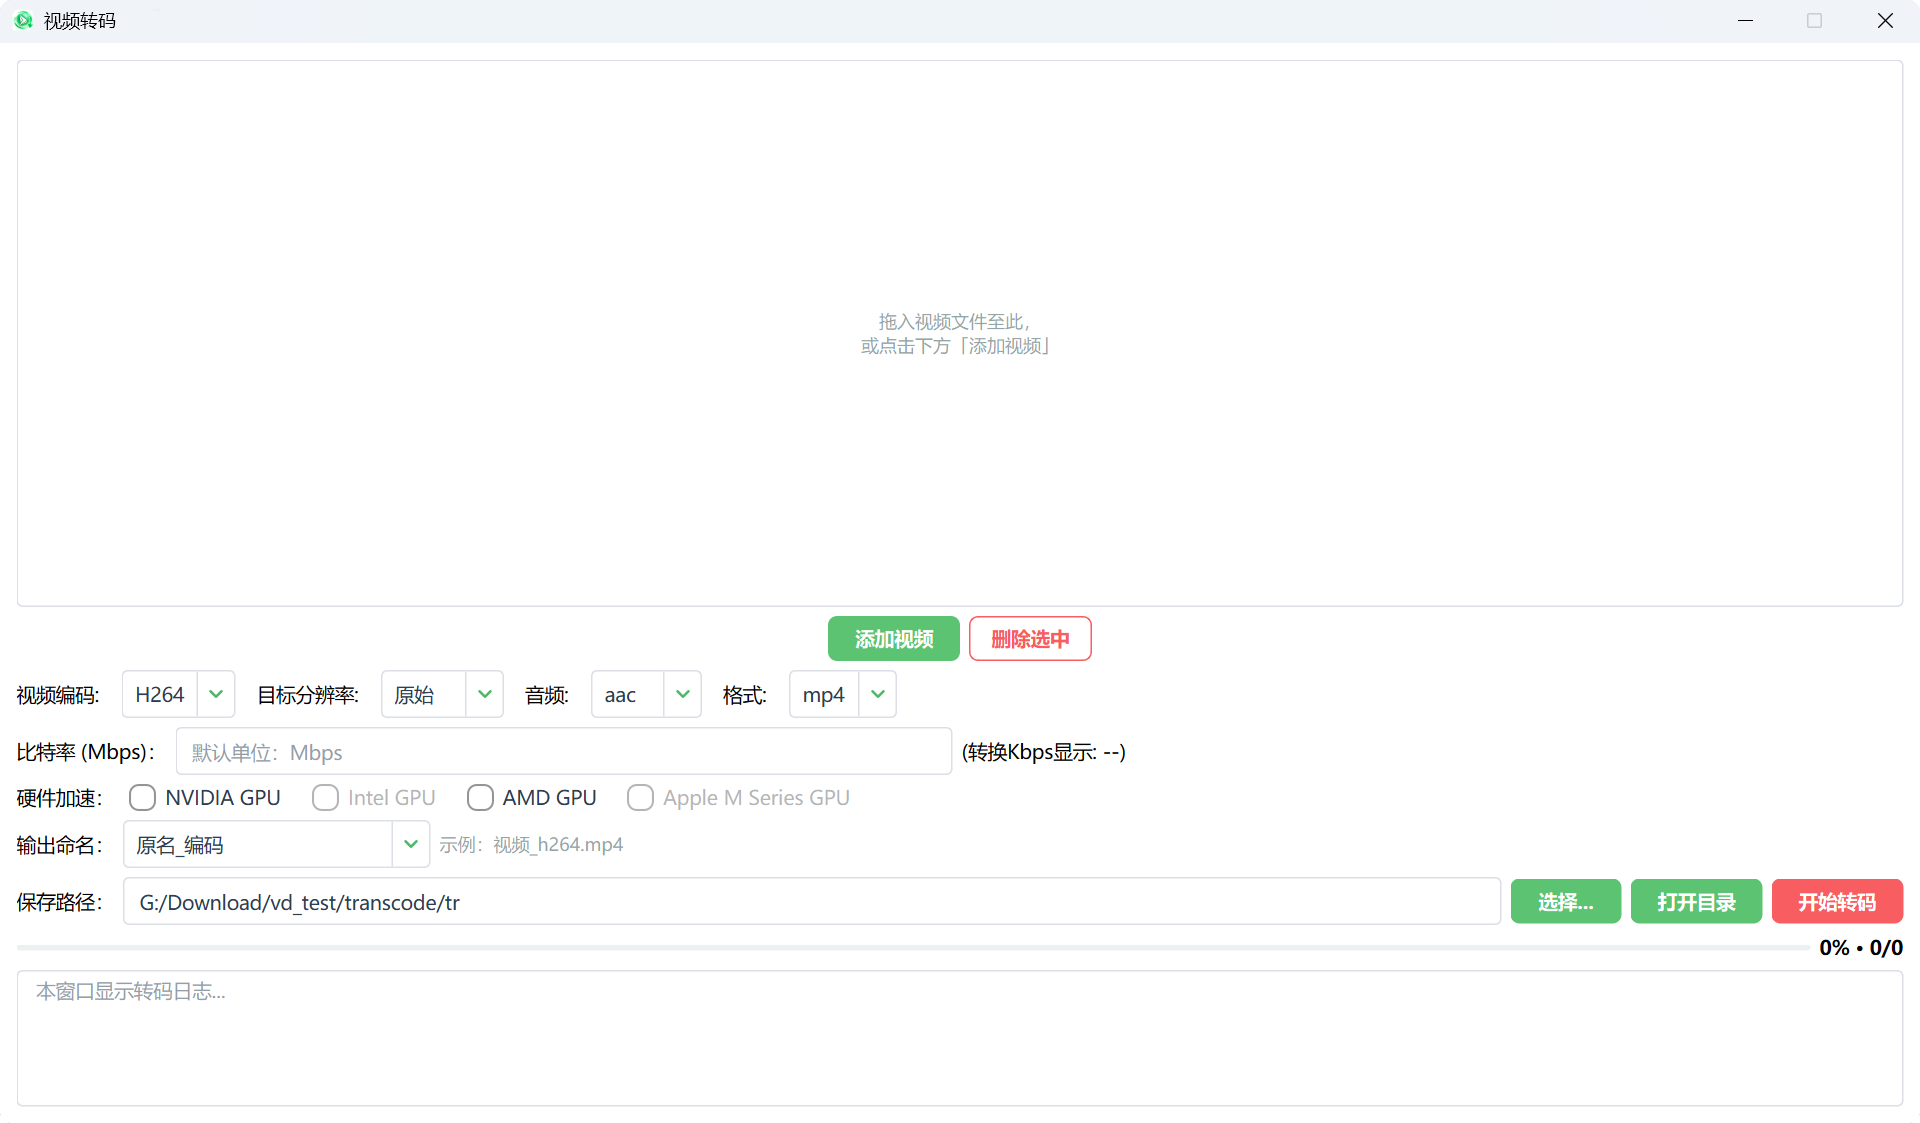 视频转码
拖入视频文件至此，
或点击下方「添加视频」
添加视频 删除选中
视频编码: H264 目标分辨率: 原始 音频: aac 格式: mp4
比特率 (Mbps)： 默认单位：Mbps (转换Kbps显示: --)
硬件加速： NVIDIA GPU Intel GPU AMD GPU Apple M Series GPU
输出命名： 原名_编码 示例：视频_h264.mp4
保存路径： G:/Download/vd_test/transcode/tr 选择... 打开目录 开始转码
0% • 0/0
本窗口显示转码日志...